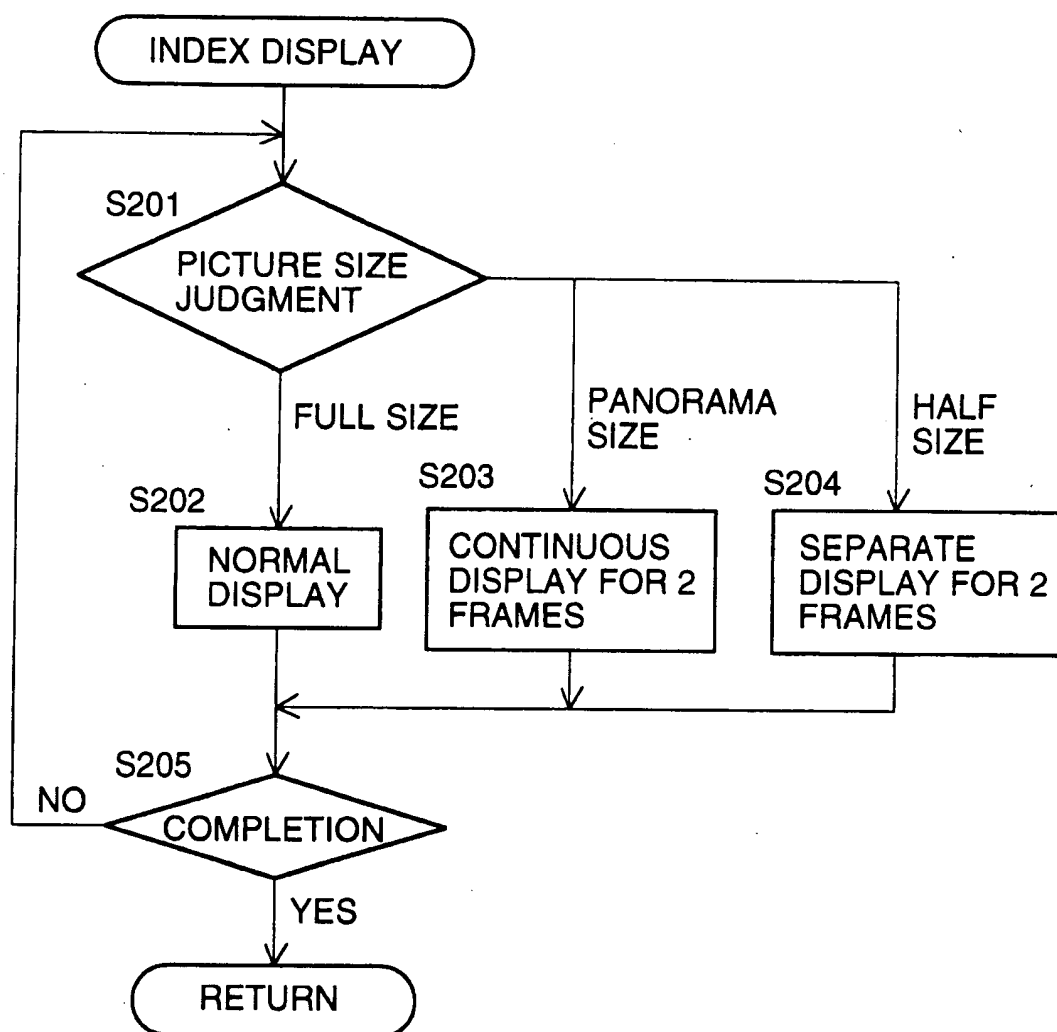 INDEX DISPLAY
S201
PICTURE SIZE
JUDGMENT
FULL SIZE
PANORAMA
SIZE
HALF
SIZE
S202
NORMAL
DISPLAY
S203
CONTINUOUS
DISPLAY FOR 2
FRAMES
S204
SEPARATE
DISPLAY FOR 2
FRAMES
S205
NO
COMPLETION
YES
RETURN